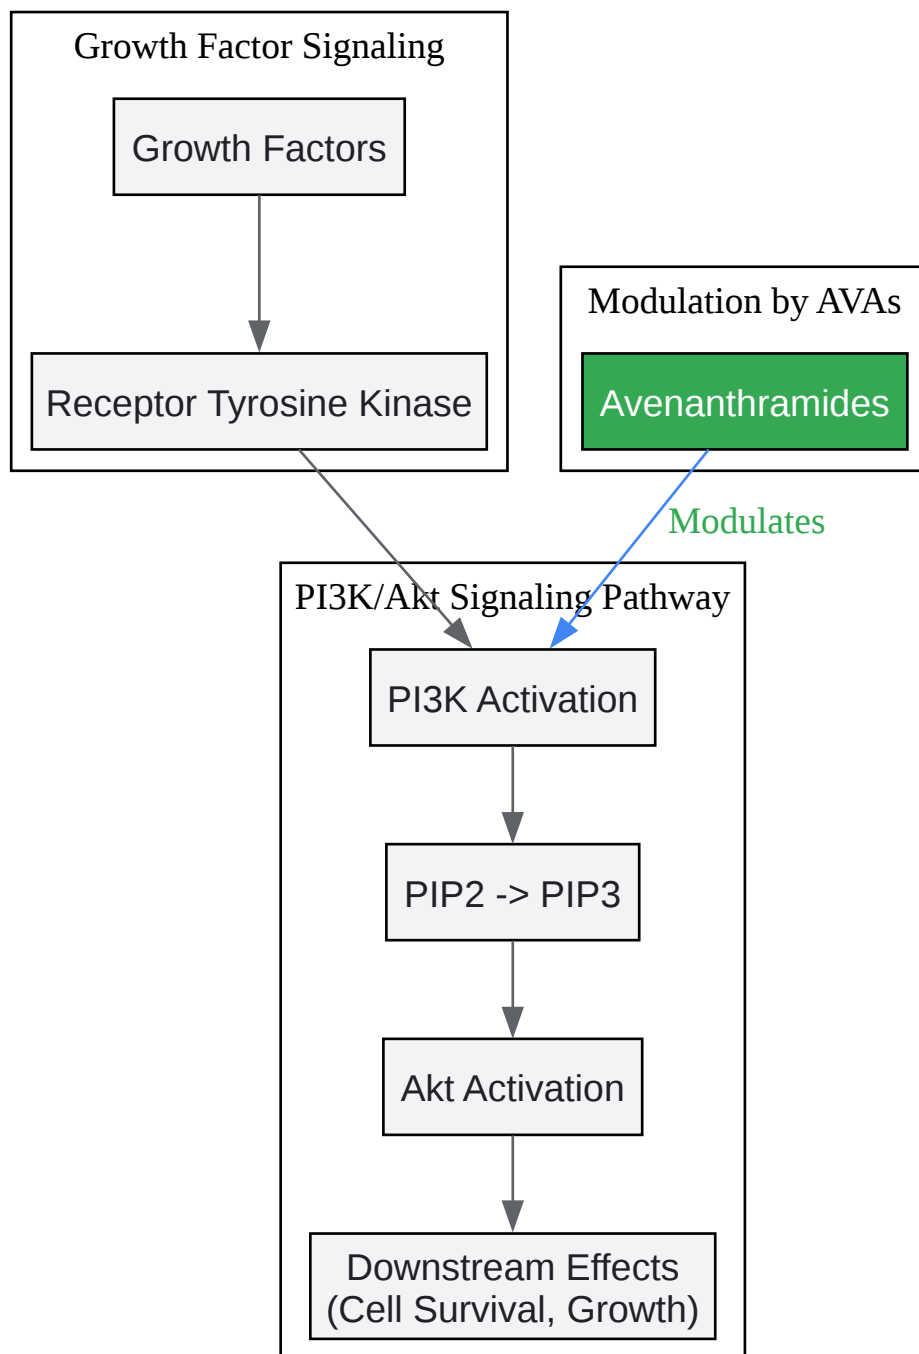 Growth Factor Signaling
Growth Factors
Receptor Tyrosine Kinase
Modulation by AVAs
Avenanthramides
Modulates
PI3K/Akt Signaling Pathway
PI3K Activation
PIP2 -> PIP3
Akt Activation
Downstream Effects
(Cell Survival, Growth)